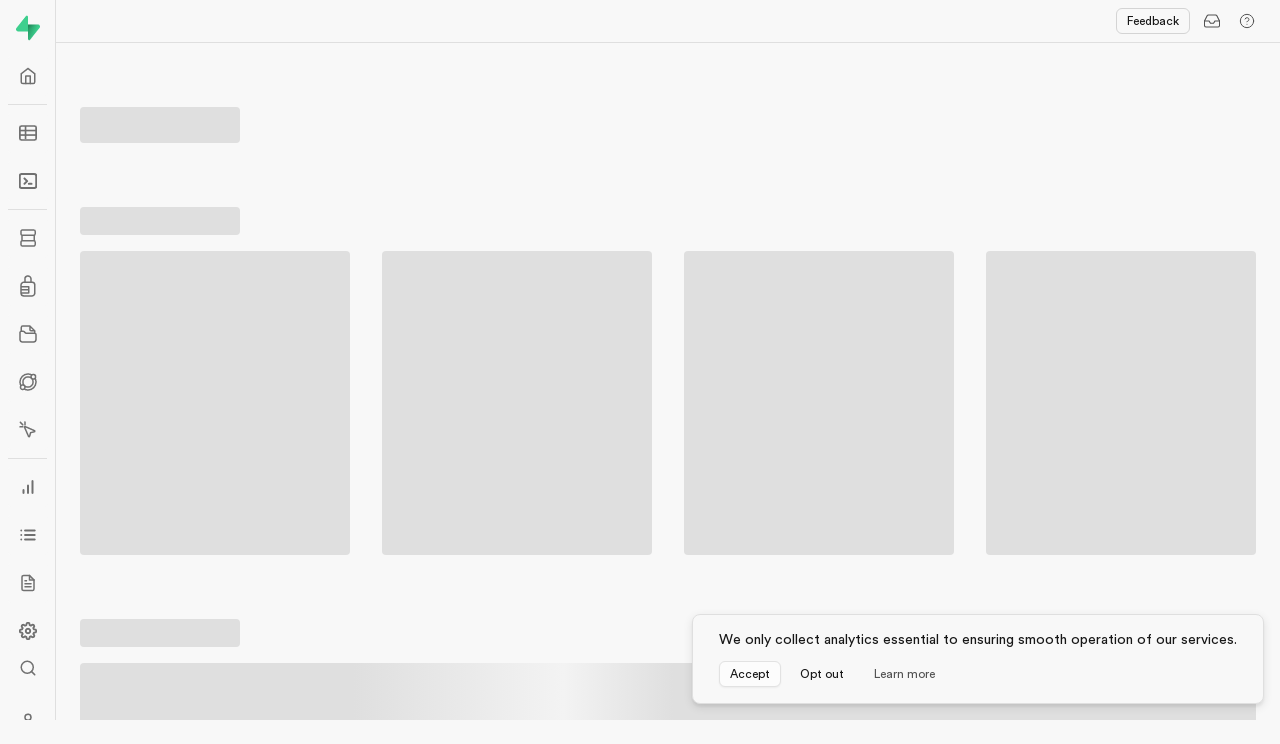 Feedback
We only collect analytics essential to ensuring smooth operation of our services.
Accept Opt out Learn more